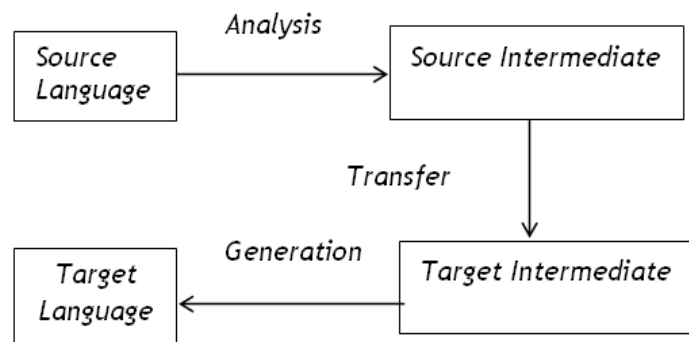 Analysis
Source
Language
Source Intermediate
Transfer
Generation
Target
Language
Target Intermediate